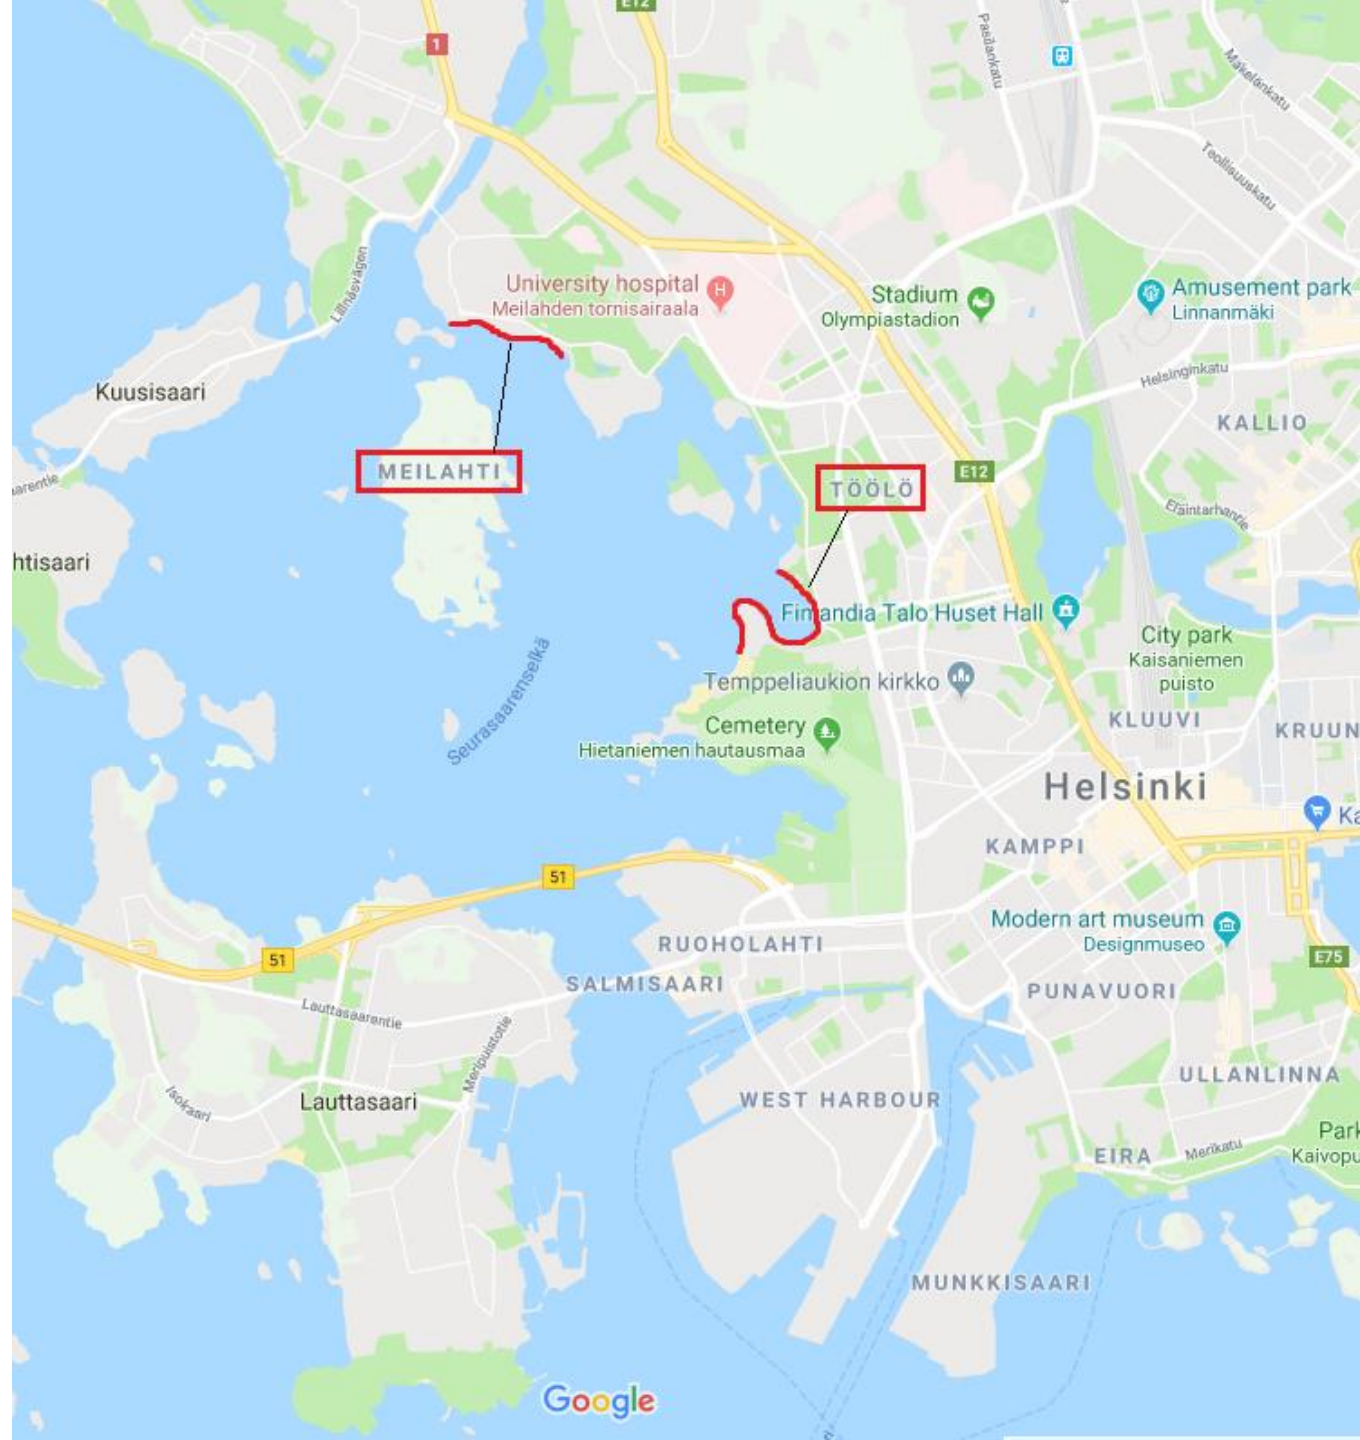 E12
1
Pasilankatu
Mäkelänkatu
Teollisuuskatu
Lillnäsvägen
University hospital
Meilahden tornisairaala
Stadium
Olympiastadion
Amusement park
Linnanmäki
Helsinginkatu
Kuusisaari
KALLIO
MEILAHTI
TÖÖLÖ
E12
arentie
Eläintarhantie
htisaari
Finlandia Talo Huset Hall
City park
Kaisaniemen
puisto
Seurasaarenselkä
Temppeliaukion kirkko
KLUUVI
KRUUN
Cemetery
Hietaniemen hautausmaa
Helsinki
Ka
KAMPPI
51
Modern art museum
Designmuseo
RUOHOLAHTI
51
E75
SALMISAARI
PUNAVUORI
Lauttasaarentie
Meripuistotie
Isokaari
Lauttasaari
WEST HARBOUR
ULLANLINNA
Park
Kaivopu
EIRA
Merikatu
MUNKKISAARI
Google